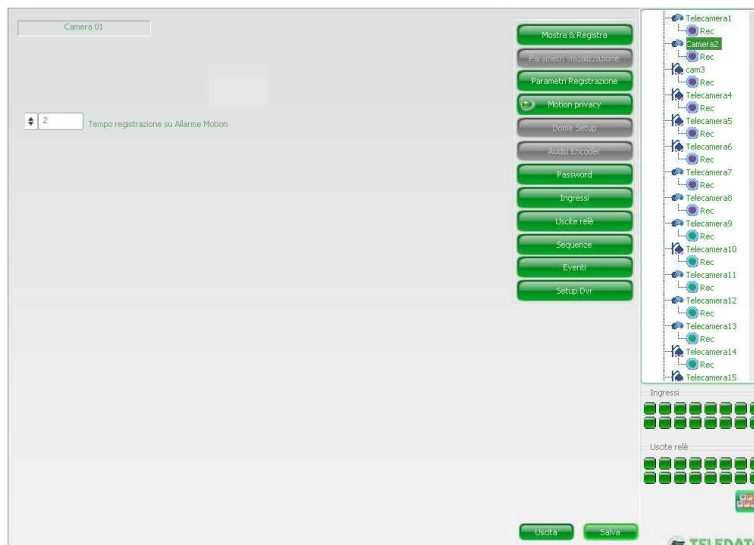 Camera 01
2
Tempo registrazione su Allarme Motion
Mostra & Registra
Parametri visualizzazione
Parametri Registrazione
Motion privacy
Dome Setup
Audio Encoder
Password
Ingressi
Uscite relè
Sequenze
Eventi
Setup Dvr
Uscita
Salva
Telecamera1
Rec
Camera2
Rec
cam3
Rec
Telecamera4
Rec
Telecamera5
Rec
Telecamera6
Rec
Telecamera7
Rec
Telecamera8
Rec
Telecamera9
Rec
Telecamera10
Rec
Telecamera11
Rec
Telecamera12
Rec
Telecamera13
Rec
Telecamera14
Rec
Telecamera15
Ingressi
Uscite relè
TELEDAT